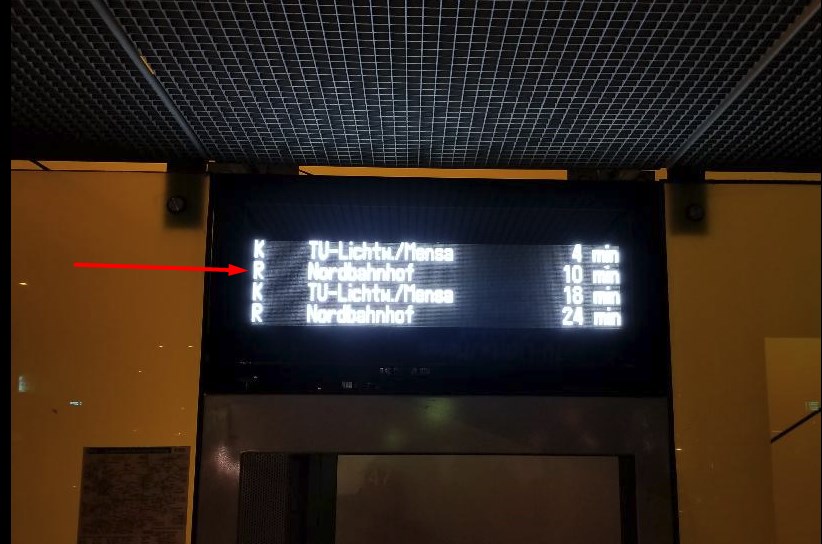 K TU-Lichtw./Mensa 4 min
R Nordbahnhof 10 min
K TU-Lichtw./Mensa 18 min
R Nordbahnhof 24 min